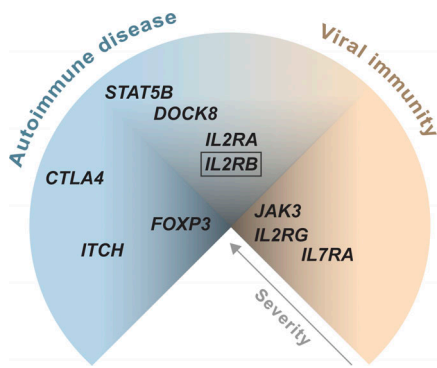 Autoimmune disease
Viral immunity
STAT5B
DOCK8
IL2RA
IL2RB
CTLA4
FOXP3
ITCH
JAK3
IL2RG
IL7RA
Severity